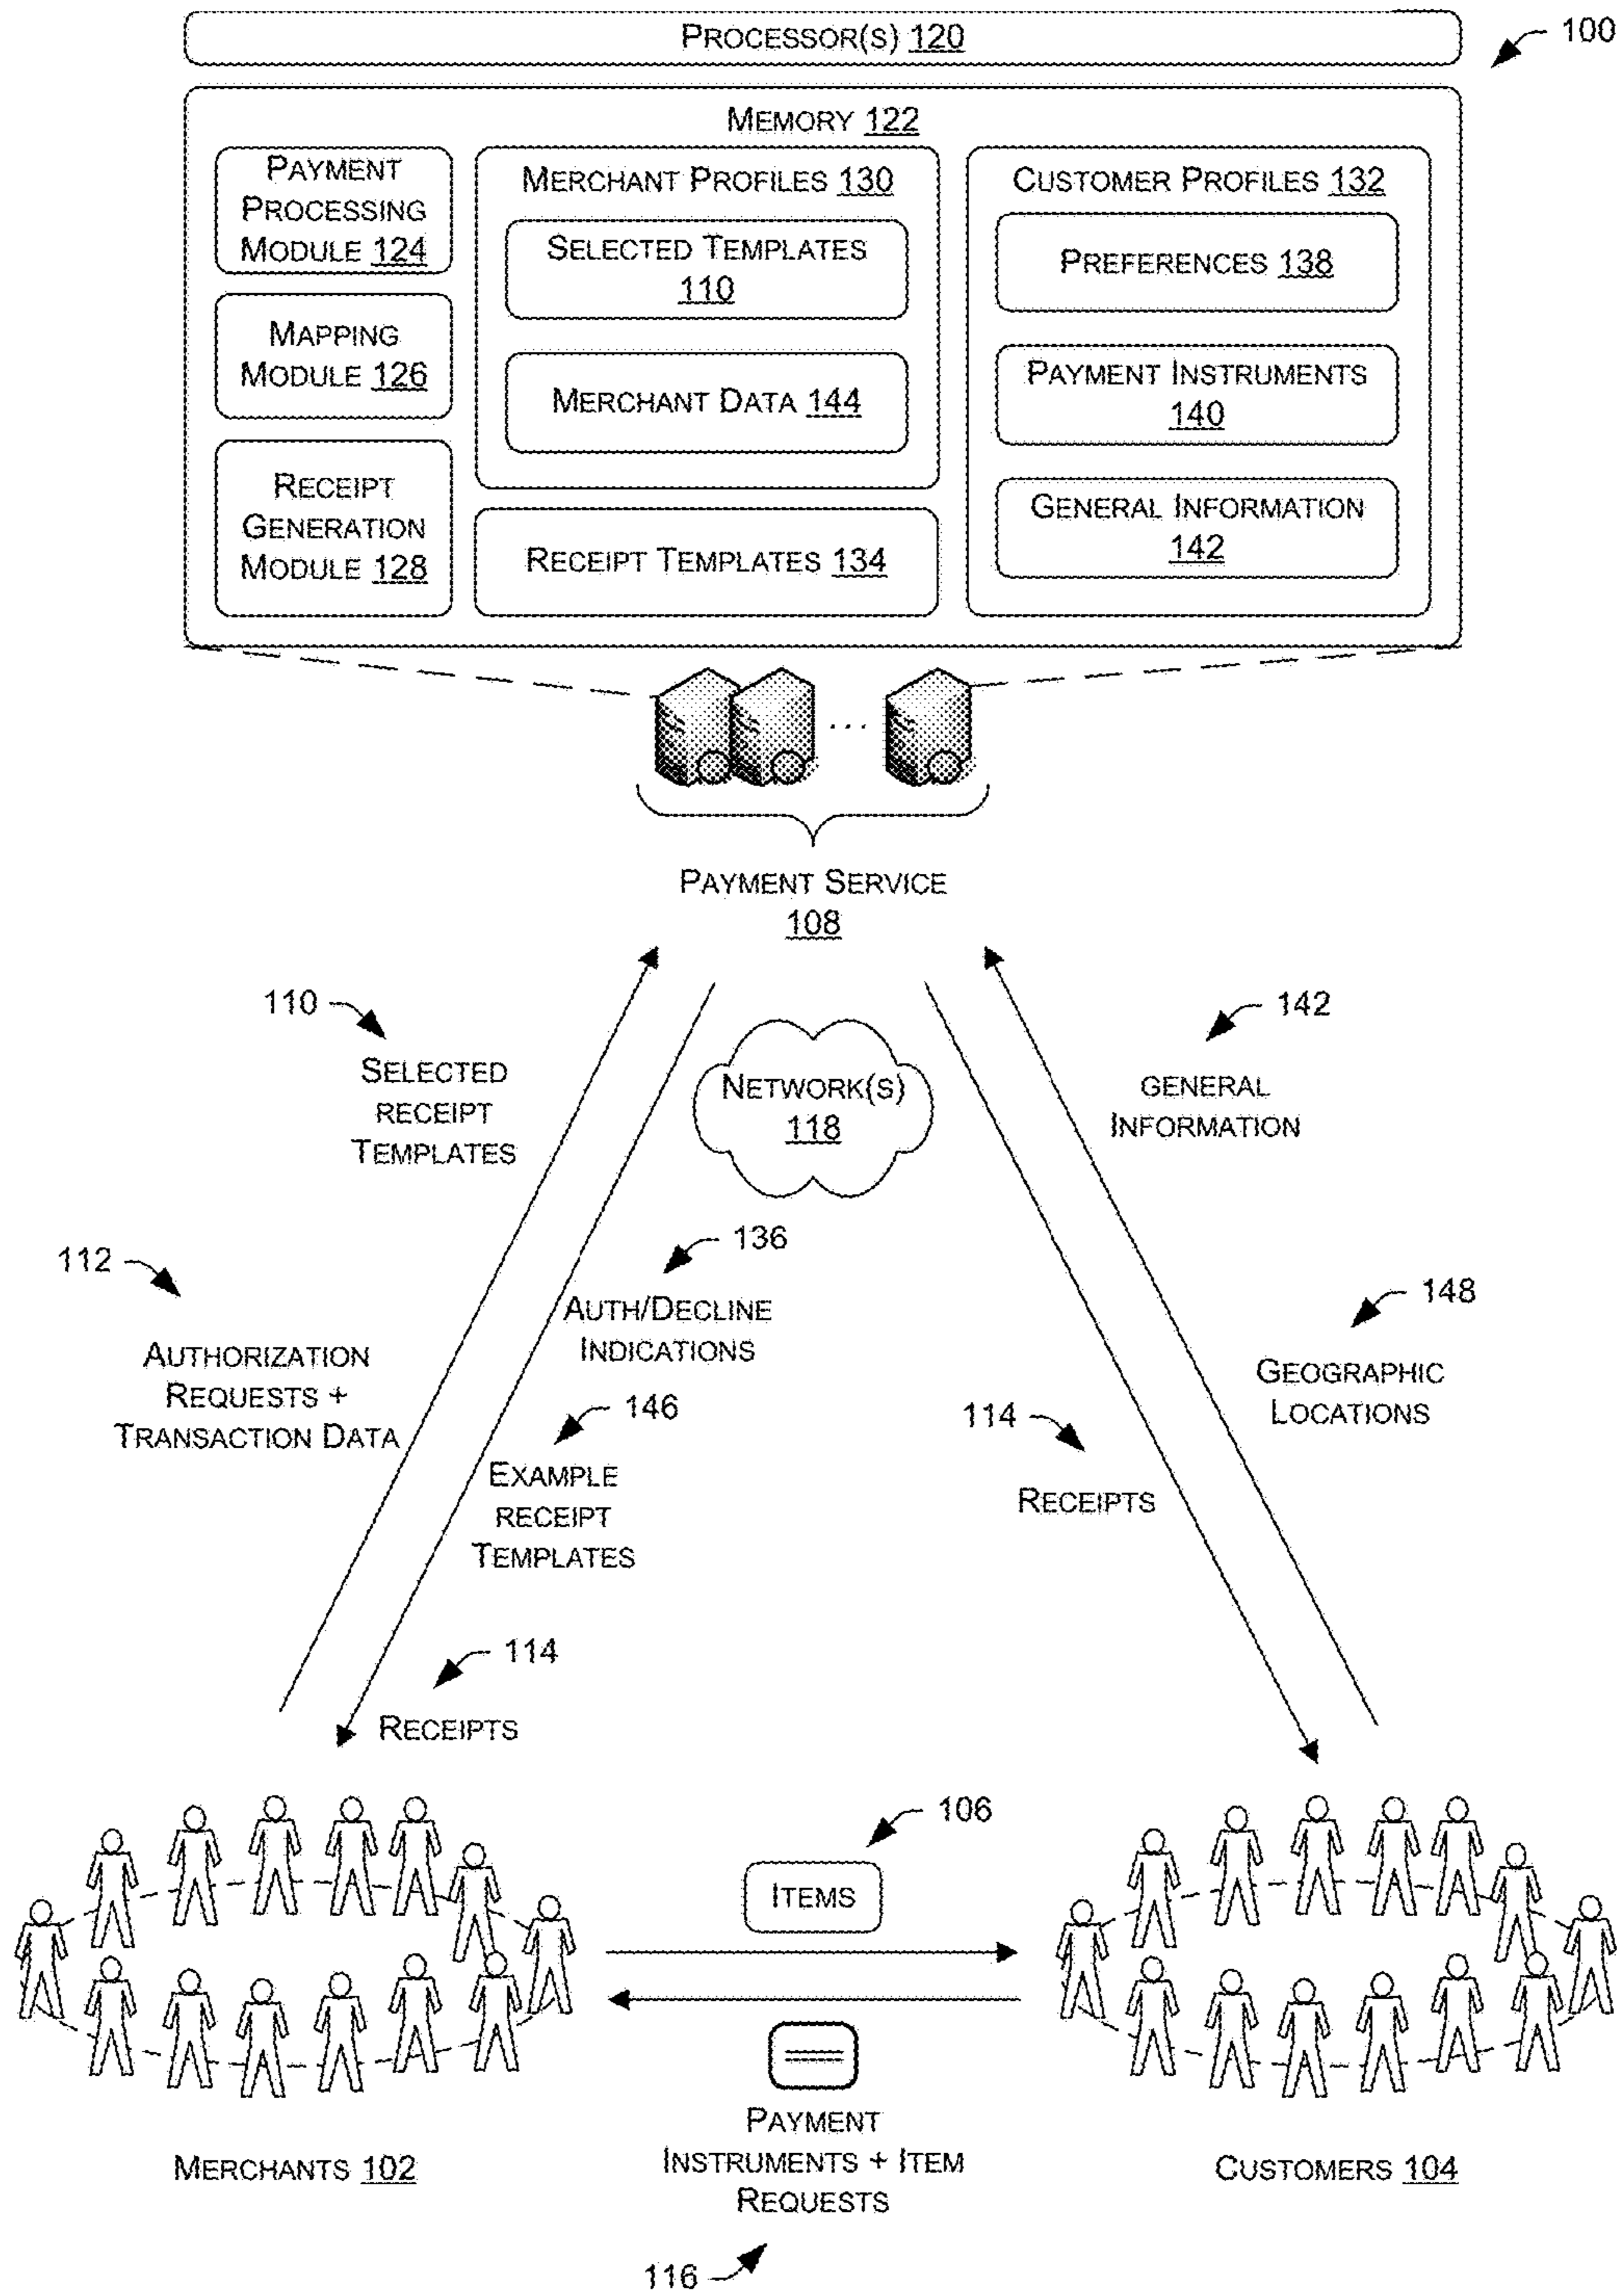 PROCESSOR(S) 120
100
MEMORY 122
PAYMENT
PROCESSING
MODULE 124
MAPPING
MODULE 126
RECEIPT
GENERATION
MODULE 128
MERCHANT PROFILES 130
SELECTED TEMPLATES
110
MERCHANT DATA 144
RECEIPT TEMPLATES 134
CUSTOMER PROFILES 132
PREFERENCES 138
PAYMENT INSTRUMENTS
140
GENERAL INFORMATION
142
...
PAYMENT SERVICE
108
110
SELECTED
RECEIPT
TEMPLATES
NETWORK(S)
118
142
GENERAL
INFORMATION
112
AUTHORIZATION
REQUESTS +
TRANSACTION DATA
136
AUTH/DECLINE
INDICATIONS
146
EXAMPLE
RECEIPT
TEMPLATES
114
RECEIPTS
148
GEOGRAPHIC
LOCATIONS
114
RECEIPTS
106
ITEMS
PAYMENT
INSTRUMENTS + ITEM
REQUESTS
116
MERCHANTS 102
CUSTOMERS 104